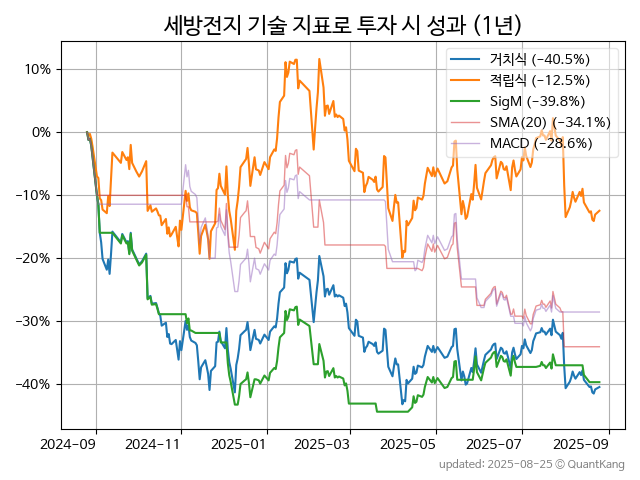 세방전지 기술 지표로 투자 시 성과 (1년)
거치식 (−40.5%)
적립식 (−12.5%)
SigM (−39.8%)
SMA(20) (−34.1%)
MACD (−28.6%)
10%
0%
−10%
−20%
−30%
−40%
2024-09 2024-11 2025-01 2025-03 2025-05 2025-07 2025-09
updated: 2025-08-25 © QuantKang